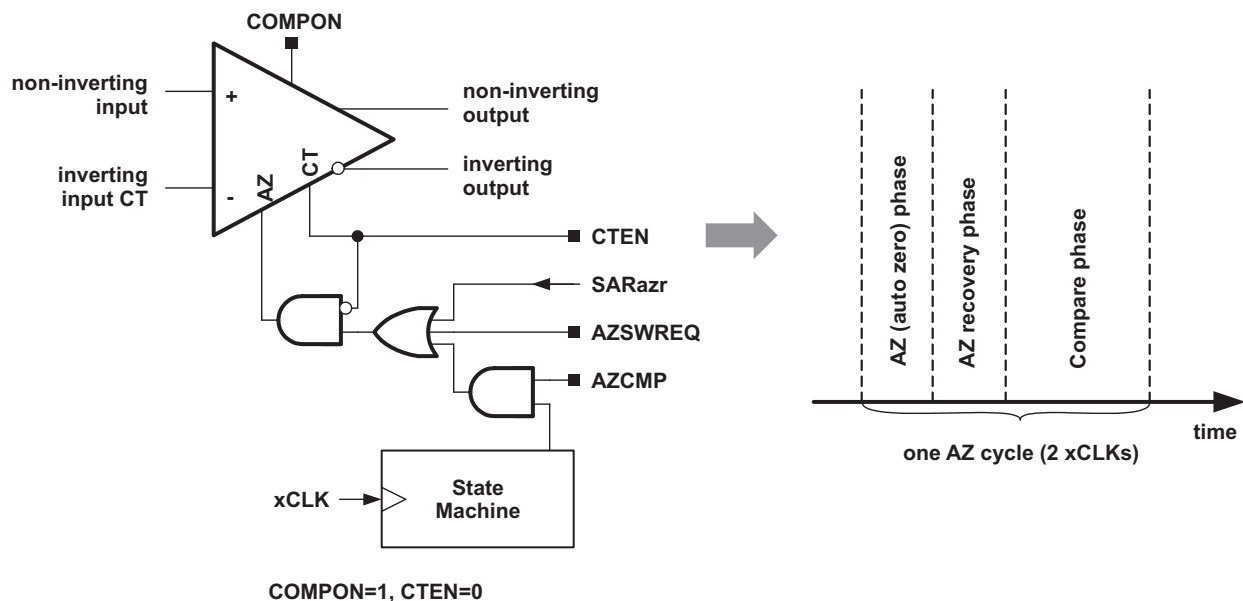 COMPON
non-inverting
input
+
non-inverting
output
inverting
input CT
-
AZ
CT
inverting
output
CTEN
SARazr
AZSWREQ
AZCMP
xCLK
State
Machine
COMPON=1, CTEN=0
AZ (auto zero) phase
AZ recovery phase
Compare phase
time
one AZ cycle (2 xCLKs)